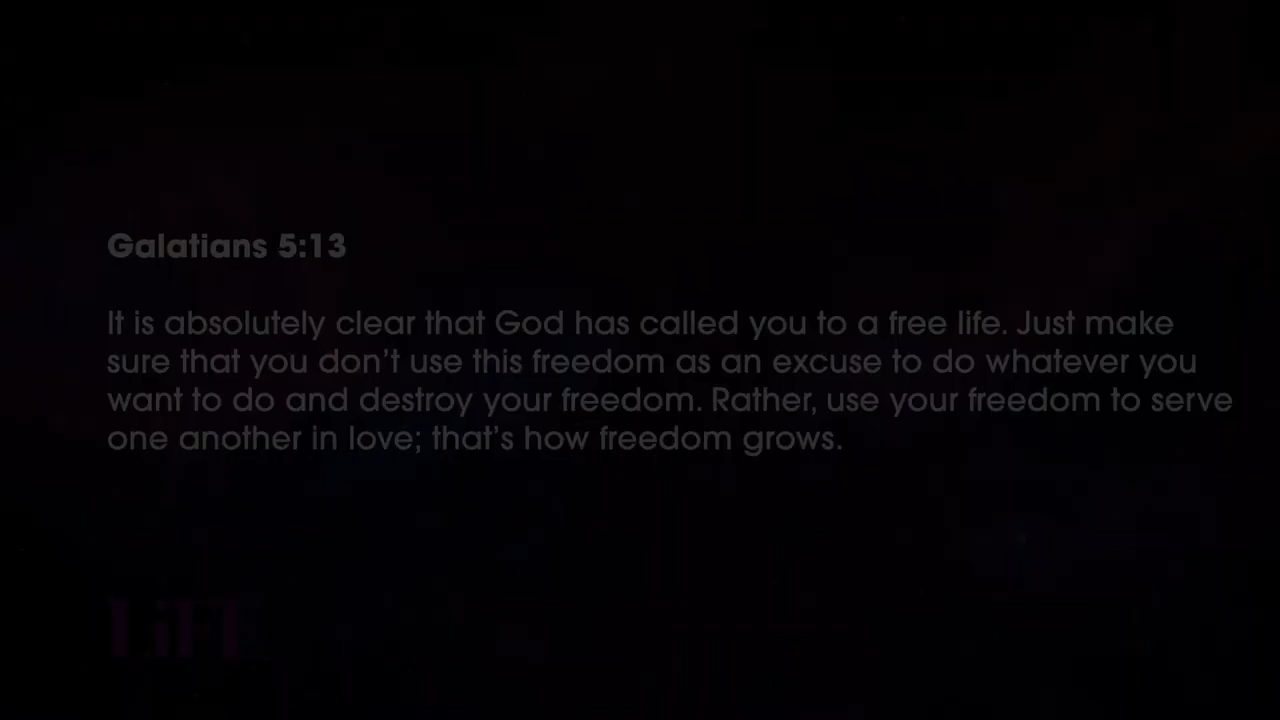 Galatians 5:13
It is absolutely clear that God has called you to a free life. Just make
sure that you don't use this freedom as an excuse to do whatever you
want to do and destroy your freedom. Rather, use your freedom to serve
one another in love; that's how freedom grows.
LiFT